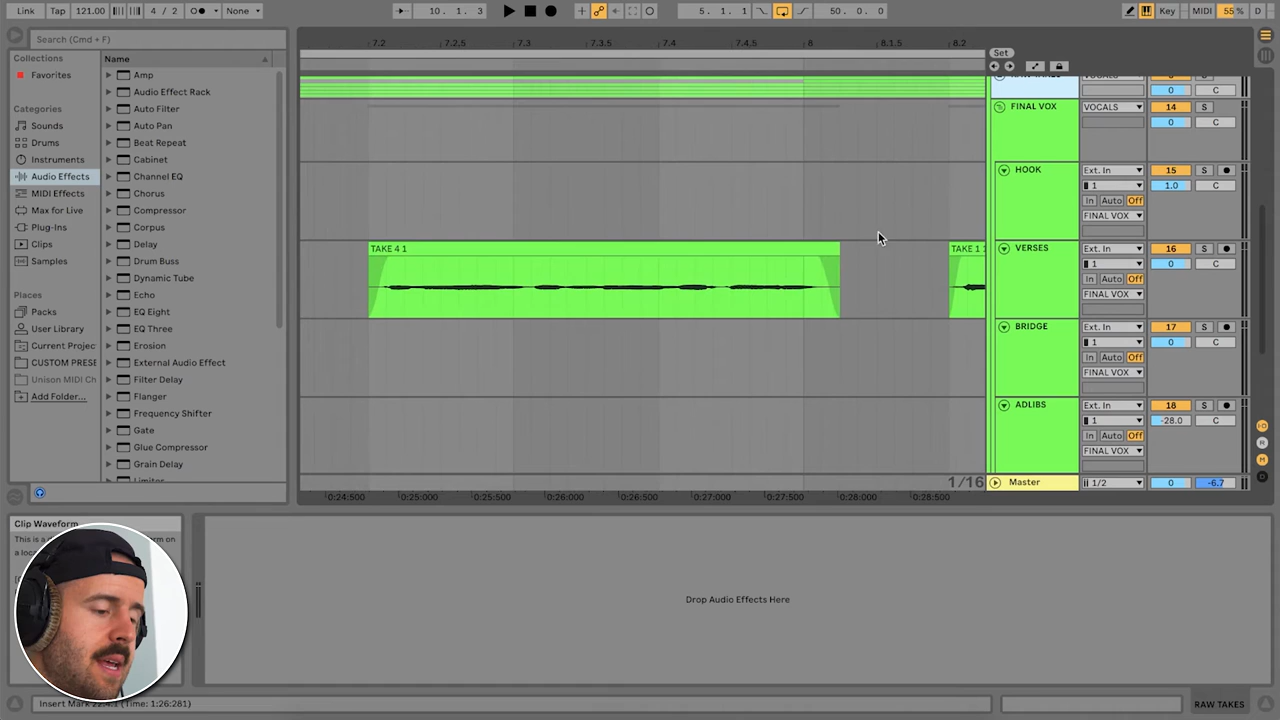 Link Tap 121.00 4 / 2 None 10. 1. 3 5. 1. 1 50. 0. 0 Key MIDI 55 % D
Search (Cmd + F)
Collections
Favorites
Categories
Sounds
Drums
Instruments
Audio Effects
MIDI Effects
Max for Live
Plug-Ins
Clips
Samples
Places
Packs
User Library
Current Projec
CUSTOM PRESE
Unison MIDI Ch
Add Folder...
Name
Amp
Audio Effect Rack
Auto Filter
Auto Pan
Beat Repeat
Cabinet
Channel EQ
Chorus
Compressor
Corpus
Delay
Drum Buss
Dynamic Tube
Echo
EQ Eight
EQ Three
Erosion
External Audio Effect
Filter Delay
Flanger
Frequency Shifter
Gate
Glue Compressor
Grain Delay
Limiter
7.2 7.2.5 7.3 7.3.5 7.4 7.4.5 8 8.1.5 8.2
Set
VOCALS
0 C
FINAL VOX VOCALS 14 S
0 C
HOOK Ext. In 15 S
1 1.0 C
In Auto Off
FINAL VOX
TAKE 4 1 TAKE 1 VERSES Ext. In 16 S
1 0 C
In Auto Off
FINAL VOX
BRIDGE Ext. In 17 S
1 0 C
In Auto Off
FINAL VOX
ADLIBS Ext. In 18 S
1 -28.0 C
In Auto Off
FINAL VOX
1/16 Master 1/2 0 -6.7
0:24:500 0:25:000 0:25:500 0:26:000 0:26:500 0:27:000 0:27:500 0:28:000 0:28:500
Clip Waveform
Drop Audio Effects Here
RAW TAKES